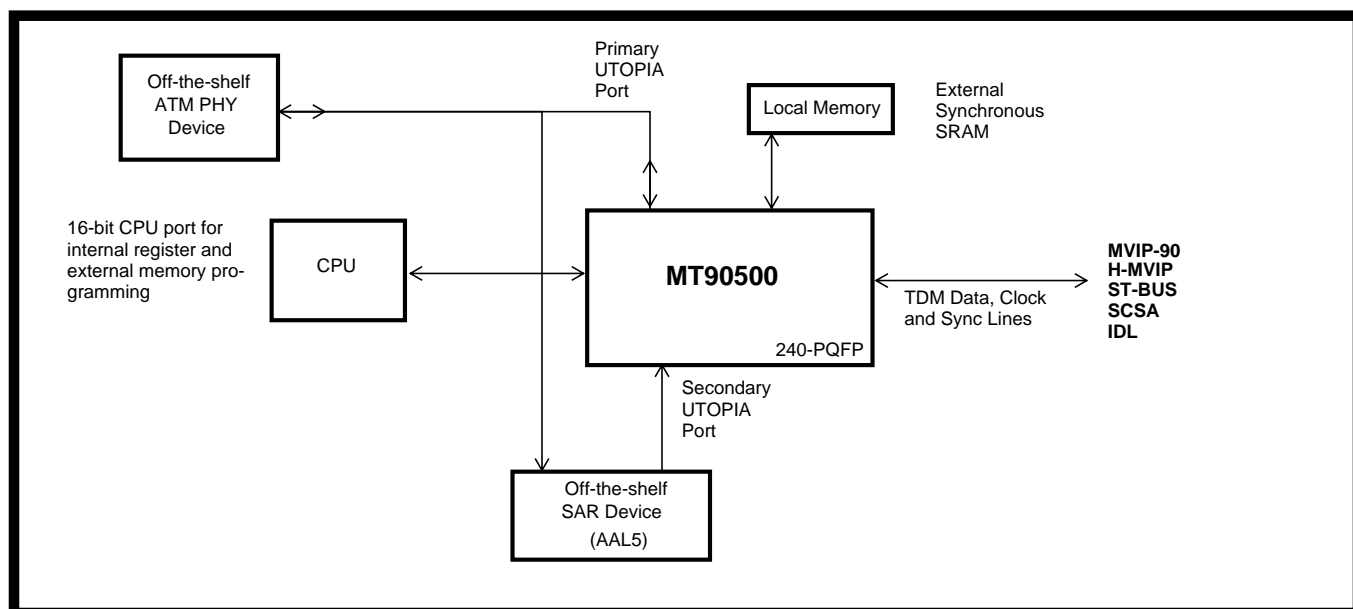 Off-the-shelf
ATM PHY
Device
Primary
UTOPIA
Port
Local Memory
External
Synchronous
SRAM
16-bit CPU port for
internal register and
external memory pro-
gramming
CPU
MT90500
240-PQFP
TDM Data, Clock
and Sync Lines
MVIP-90
H-MVIP
ST-BUS
SCSA
IDL
Secondary
UTOPIA
Port
Off-the-shelf
SAR Device
(AAL5)